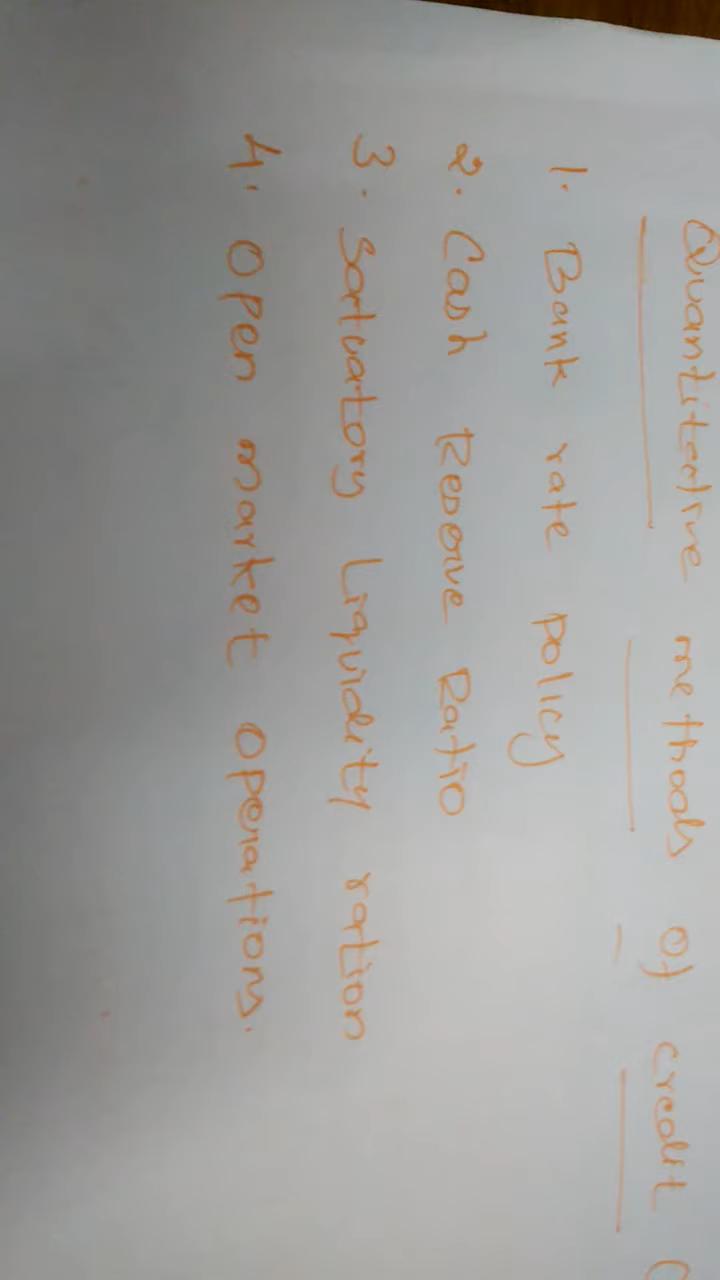 Quantitative methods of credit
1. Bank rate policy
2. Cash Reserve Ratio
3. Sartuatory Liquidity ration
4. Open market operations.